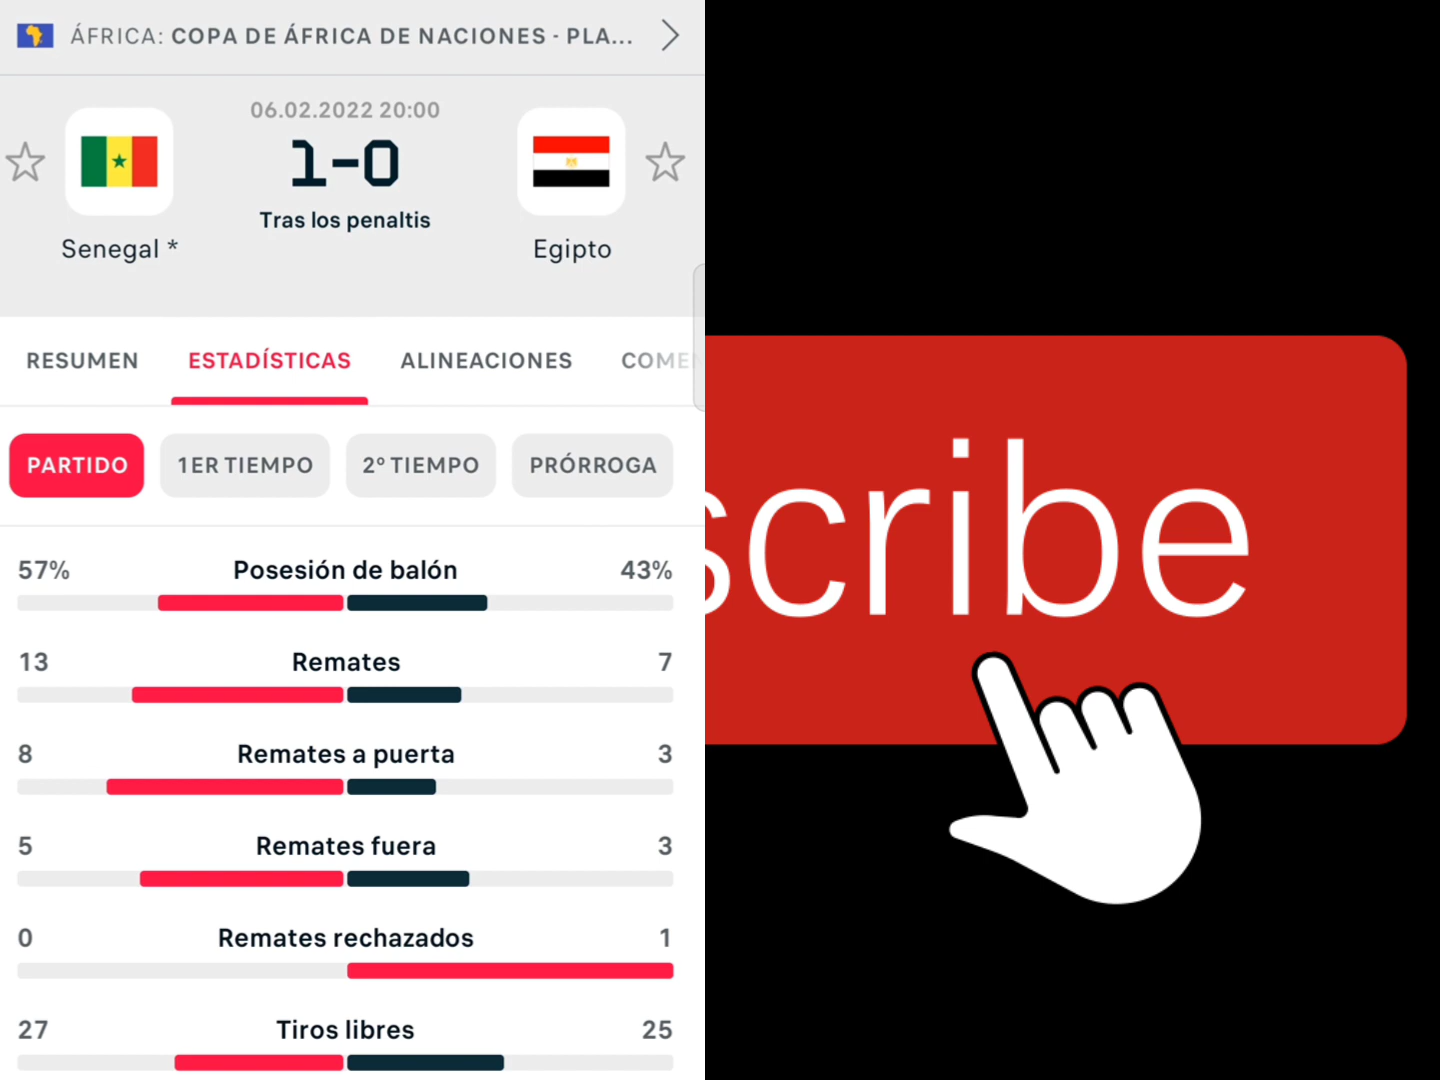 ÁFRICA: COPA DE ÁFRICA DE NACIONES - PLA...
06.02.2022 20:00
1-0
Tras los penaltis
Senegal *
Egipto
RESUMEN ESTADÍSTICAS ALINEACIONES COME
PARTIDO 1ER TIEMPO 2º TIEMPO PRÓRROGA
57% Posesión de balón 43%
13 Remates 7
8 Remates a puerta 3
5 Remates fuera 3
0 Remates rechazados 1
27 Tiros libres 25
scribe